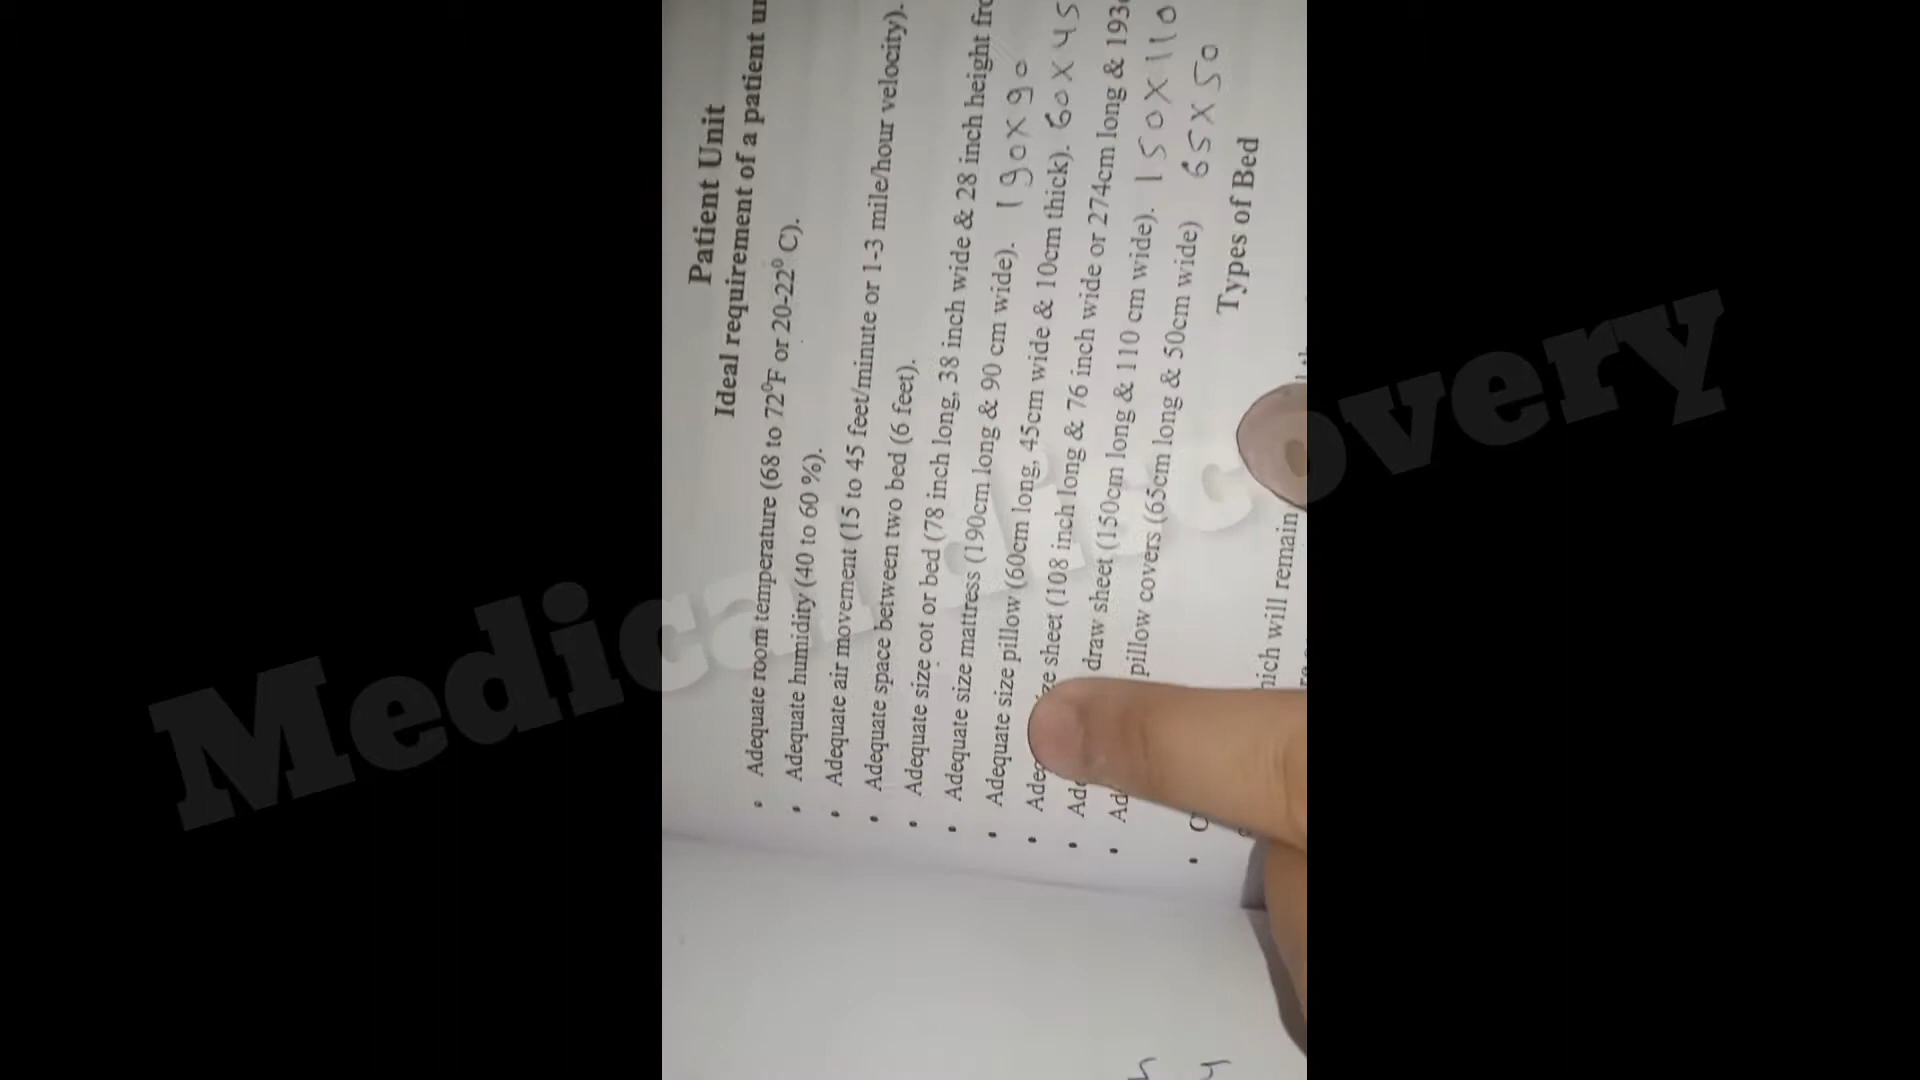 Patient Unit
Ideal requirement of a patient
Adequate room temperature (68 to 72⁰F or 20-22⁰ C).
Adequate humidity (40 to 60 %).
Adequate air movement (15 to 45 feet/minute or 1-3 mile/hour velocity).
Adequate space between two bed (6 feet).
Adequate size cot or bed (78 inch long, 38 inch wide & 28 inch height
Adequate size mattress (190cm long & 90 cm wide). 190X90
Adequate size pillow (60cm long, 45cm wide & 10cm thick). 60X45
sheet (108 inch long & 76 inch wide or 274cm long &
draw sheet (150cm long & 110 cm wide). 150X110
pillow covers (65cm long & 50cm wide) 65X50
Types of Bed
will remain
Medical discovery